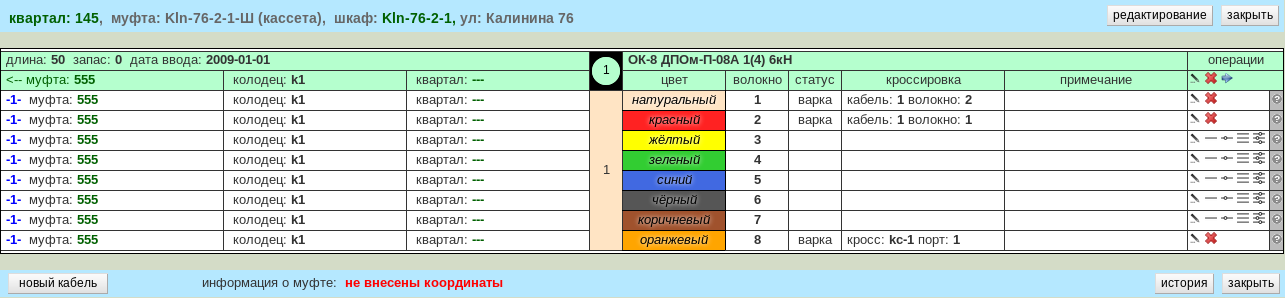 квартал: 145, муфта: Kln-76-2-1-Ш (кассета), шкаф: Kln-76-2-1, ул: Калинина 76 редактирование закрыть
длина: 50 запас: 0 дата ввода: 2009-01-01 1 ОК-8 ДПОм-П-08А 1(4) 6кН операции
<-- муфта: 555 колодец: k1 квартал: --- цвет волокно статус кроссировка примечание
-1- муфта: 555 колодец: k1 квартал: --- натуральный 1 варка кабель: 1 волокно: 2
-1- муфта: 555 колодец: k1 квартал: --- красный 2 варка кабель: 1 волокно: 1
-1- муфта: 555 колодец: k1 квартал: --- жёлтый 3
-1- муфта: 555 колодец: k1 квартал: --- зеленый 4
1
-1- муфта: 555 колодец: k1 квартал: --- синий 5
-1- муфта: 555 колодец: k1 квартал: --- чёрный 6
-1- муфта: 555 колодец: k1 квартал: --- коричневый 7
-1- муфта: 555 колодец: k1 квартал: --- оранжевый 8 варка кросс: kc-1 порт: 1
новый кабель информация о муфте: не внесены координаты история закрыть